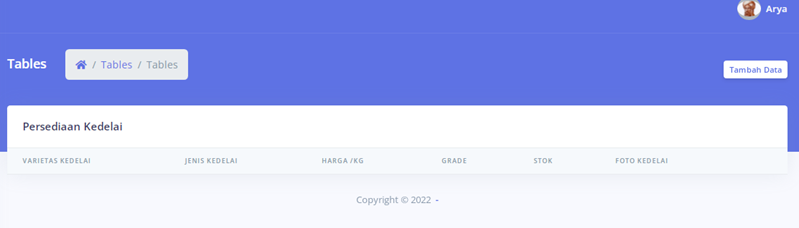 Arya
Tables / Tables / Tables
Tambah Data
Persediaan Kedelai
VARIETAS KEDELAI JENIS KEDELAI HARGA /KG GRADE STOK FOTO KEDELAI
Copyright © 2022 -